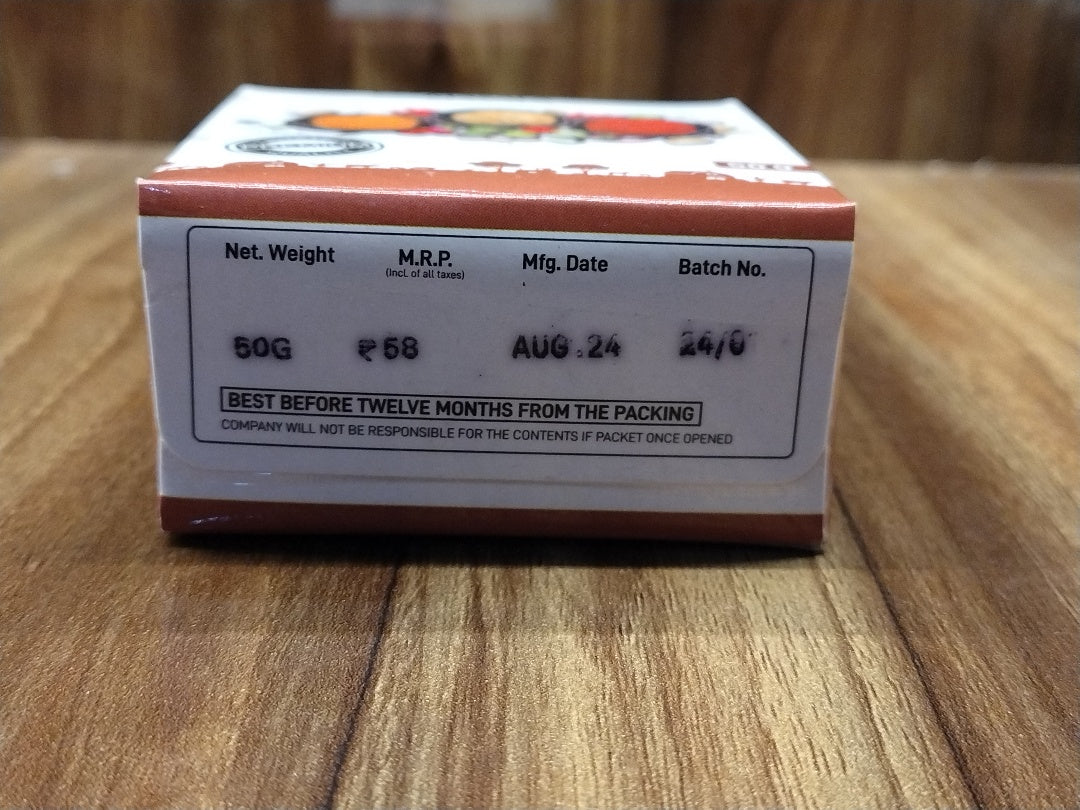 Net. Weight M.R.P. Mfg. Date Batch No.
(Incl. of all taxes)
50G AUG.24
BEST BEFORE TWELVE MONTHS FROM THE PACKING
COMPANY WILL NOT BE RESPONSIBLE FOR THE CONTENTS IF PACKET ONCE OPENED